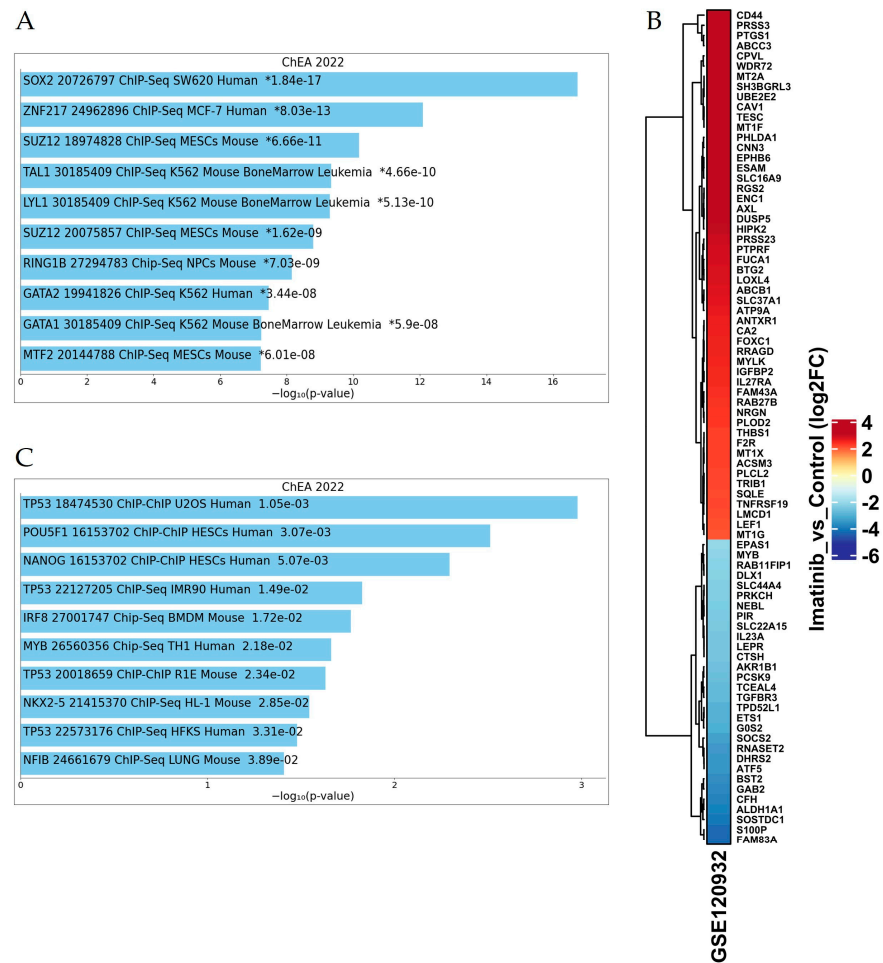 A
ChEA 2022
SOX2 20726797 ChIP-Seq SW620 Human *1.84e-17
ZNF217 24962896 ChIP-Seq MCF-7 Human *8.03e-13
SUZ12 18974828 ChIP-Seq MESCs Mouse *6.66e-11
TAL1 30185409 ChIP-Seq K562 Mouse BoneMarrow Leukemia *4.66e-10
LYL1 30185409 ChIP-Seq K562 Mouse BoneMarrow Leukemia *5.13e-10
SUZ12 20075857 ChIP-Seq MESCs Mouse *1.62e-09
RING1B 27294783 Chip-Seq NPCs Mouse *7.03e-09
GATA2 19941826 ChIP-Seq K562 Human *3.44e-08
GATA1 30185409 ChIP-Seq K562 Mouse BoneMarrow Leukemia *5.9e-08
MTF2 20144788 ChIP-Seq MESCs Mouse *6.01e-08
0 2 4 6 8 10 12 14 16
−log₁₀(p-value)
C
ChEA 2022
TP53 18474530 ChIP-ChIP U2OS Human 1.05e-03
POU5F1 16153702 ChIP-ChIP HESCs Human 3.07e-03
NANOG 16153702 ChIP-ChIP HESCs Human 5.07e-03
TP53 22127205 ChIP-Seq IMR90 Human 1.49e-02
IRF8 27001747 Chip-Seq BMDM Mouse 1.72e-02
MYB 26560356 Chip-Seq TH1 Human 2.18e-02
TP53 20018659 ChIP-ChIP R1E Mouse 2.34e-02
NKX2-5 21415370 ChIP-Seq HL-1 Mouse 2.85e-02
TP53 22573176 ChIP-Seq HFKS Human 3.31e-02
NFIB 24661679 ChIP-Seq LUNG Mouse 3.89e-02
0 1 2 3
−log₁₀(p-value)
B
CD44
PRSS3
PTGS1
ABCC3
CPVL
WDR72
MT2A
SH3BGRL3
UBE2E2
CAV1
TESC
MT1F
PHLDA1
CNN3
EPHB6
ESAM
SLC16A9
RGS2
ENC1
AXL
DUSP5
HIPK2
PRSS23
PTPRF
FUCA1
BTG2
LOXL4
ABCB1
SLC37A1
ATP9A
ANTXR1
CA2
FOXC1
RRAGD
MYLK
IGFBP2
IL27RA
FAM43A
RAB27B
NRGN
PLOD2
THBS1
F2R
MT1X
ACSM3
PLCL2
TRIB1
SQLE
TNFRSF19
LMCD1
LEF1
MT1G
EPAS1
MYB
RAB11FIP1
DLX1
SLC44A4
PRKCH
NEBL
PIR
SLC22A15
IL23A
LEPR
CTSH
AKR1B1
PCSK9
TCEAL4
TGFBR3
TPD52L1
ETS1
G0S2
SOCS2
RNASET2
DHRS2
ATF5
BST2
GAB2
CFH
ALDH1A1
SOSTDC1
S100P
FAM83A
GSE120932
Imatinib_vs_Control (log2FC)
4
2
0
-2
-4
-6